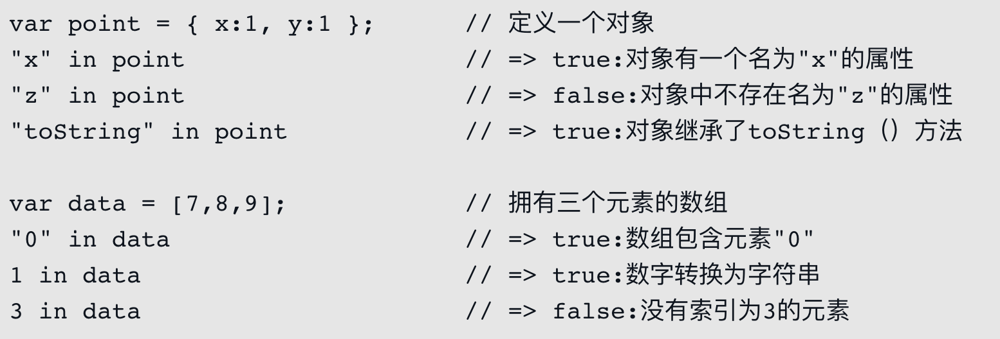 var point = { x:1, y:1 };	// 定义一个对象
"x" in point	// => true:对象有一个名为"x"的属性
"z" in point	// => false:对象中不存在名为"z"的属性
"toString" in point	// => true:对象继承了toString () 方法
var data = [7,8,9];	// 拥有三个元素的数组
"0" in data	// => true:数组包含元素"0"
1 in data	// => true:数字转换为字符串
3 in data	// => false:没有索引为3的元素